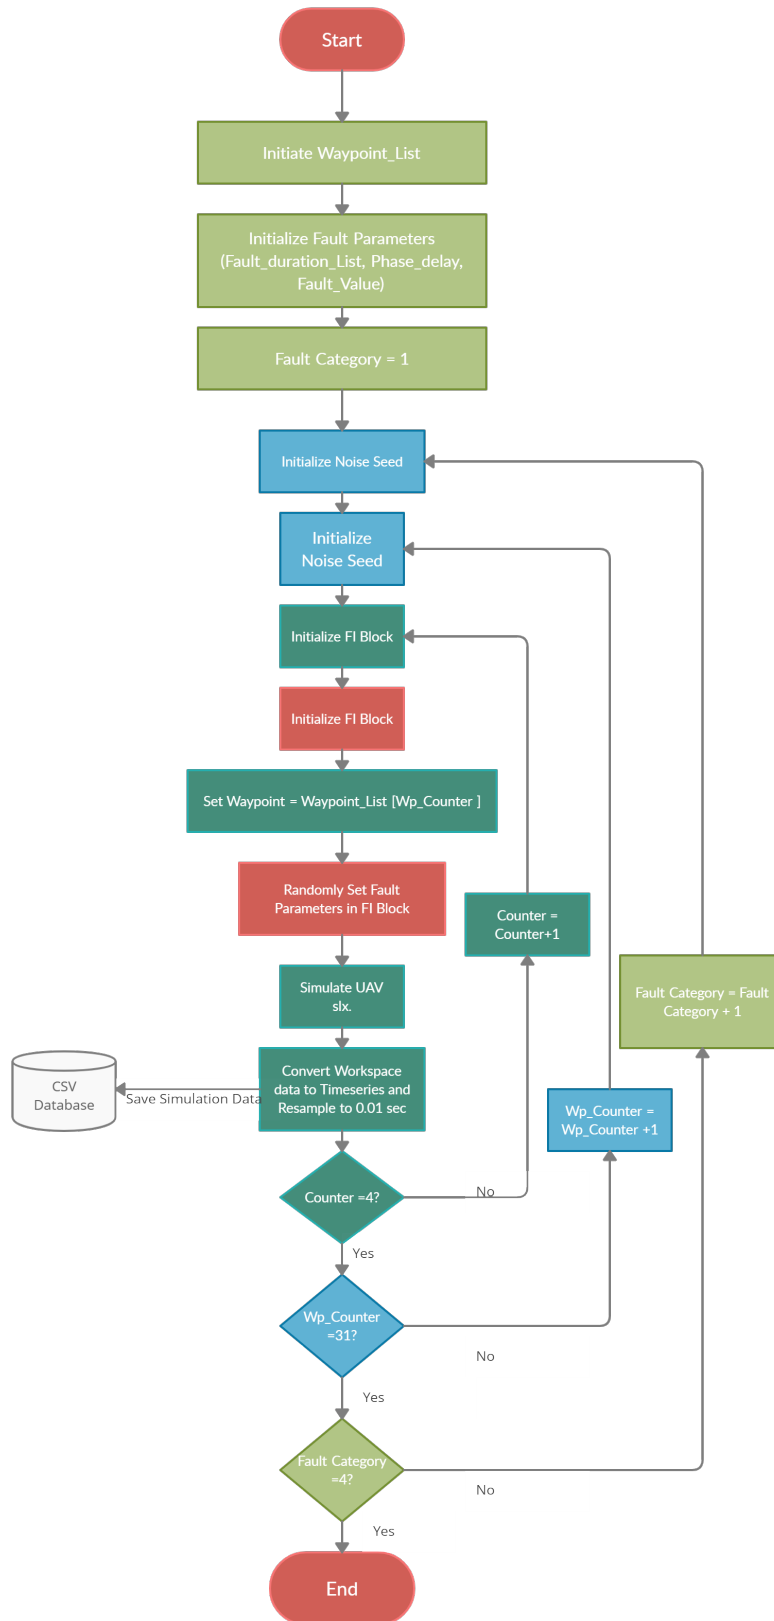 Start
Initiate Waypoint_List
Initialize Fault Parameters
(Fault_duration_List, Phase_delay,
Fault_Value)
Fault Category = 1
Initialize Noise Seed
Initialize
Noise Seed
Initialize FI Block
Initialize FI Block
Set Waypoint = Waypoint_List [Wp_Counter ]
Randomly Set Fault
Parameters in FI Block
Counter =
Counter+1
Simulate UAV
slx.
Fault Category = Fault
Category + 1
Convert Workspace
data to Timeseries and
Resample to 0.01 sec
CSV
Database
Save Simulation Data
Wp_Counter =
Wp_Counter +1
Counter =4?
No
Yes
Wp_Counter
=31?
No
Yes
Fault Category
=4?
No
Yes
End